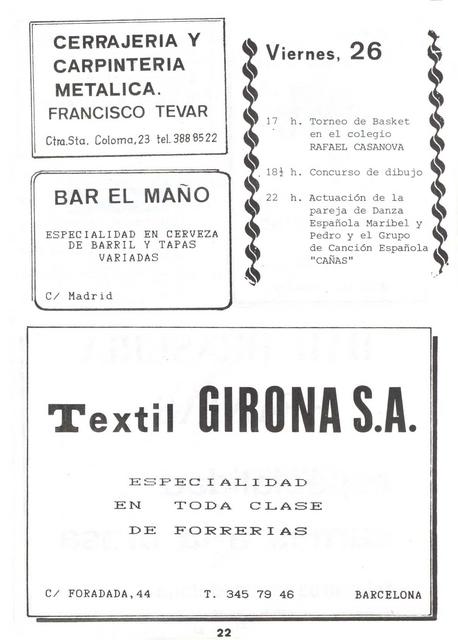 CERRAJERIA Y
CARPINTERIA
METALICA.
FRANCISCO TEVAR
Ctra.Sta. Coloma,23 tel. 388 85 22
BAR EL MAÑO
ESPECIALIDAD EN CERVEZA
DE BARRIL Y TAPAS
VARIADAS
C/ Madrid
Viernes, 26
17 h. Torneo de Basket
en el colegio
RAFAEL CASANOVA
18½ h. Concurso de dibujo
22 h. Actuación de la
pareja de Danza
Española Maribel y
Pedro y el Grupo
de Canción Española
"CAÑAS"
Textil GIRONA S.A.
ESPECIALIDAD
EN TODA CLASE
DE FORRERIAS
C/ FORADADA,44 T. 345 79 46 BARCELONA
22